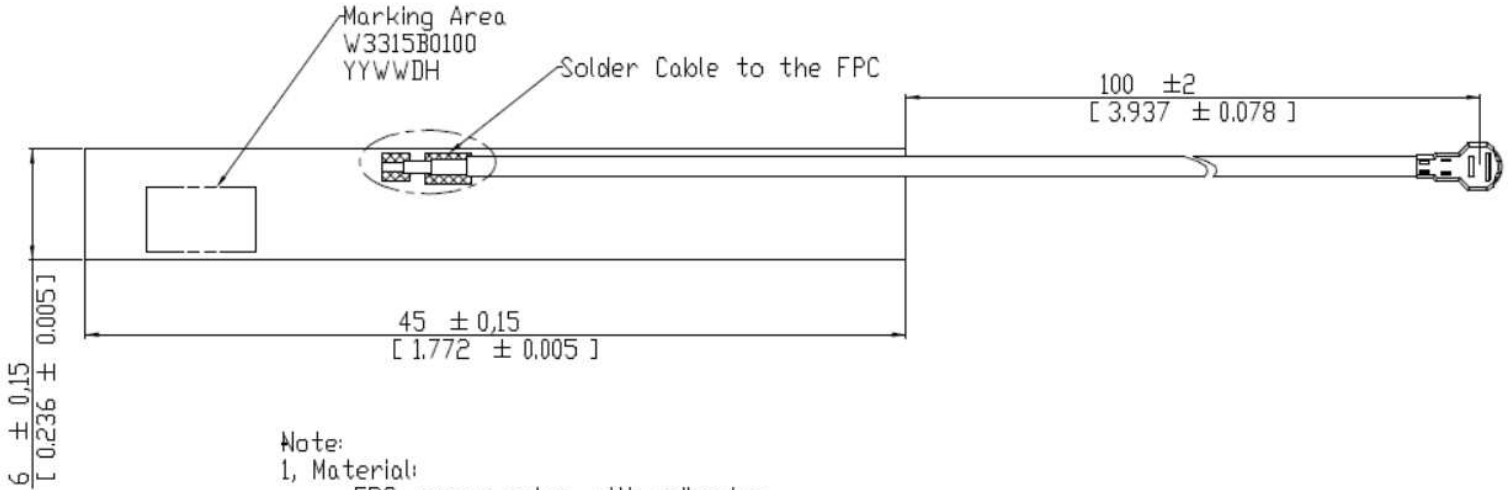 Marking Area
W3315B0100
YYWWDH
Solder Cable to the FPC
100 ±2
[ 3.937 ± 0.078 ]
45 ± 0,15
[ 1.772 ± 0.005 ]
6 ± 0,15
[ 0.236 ± 0.005 ]
Note:
1, Material: